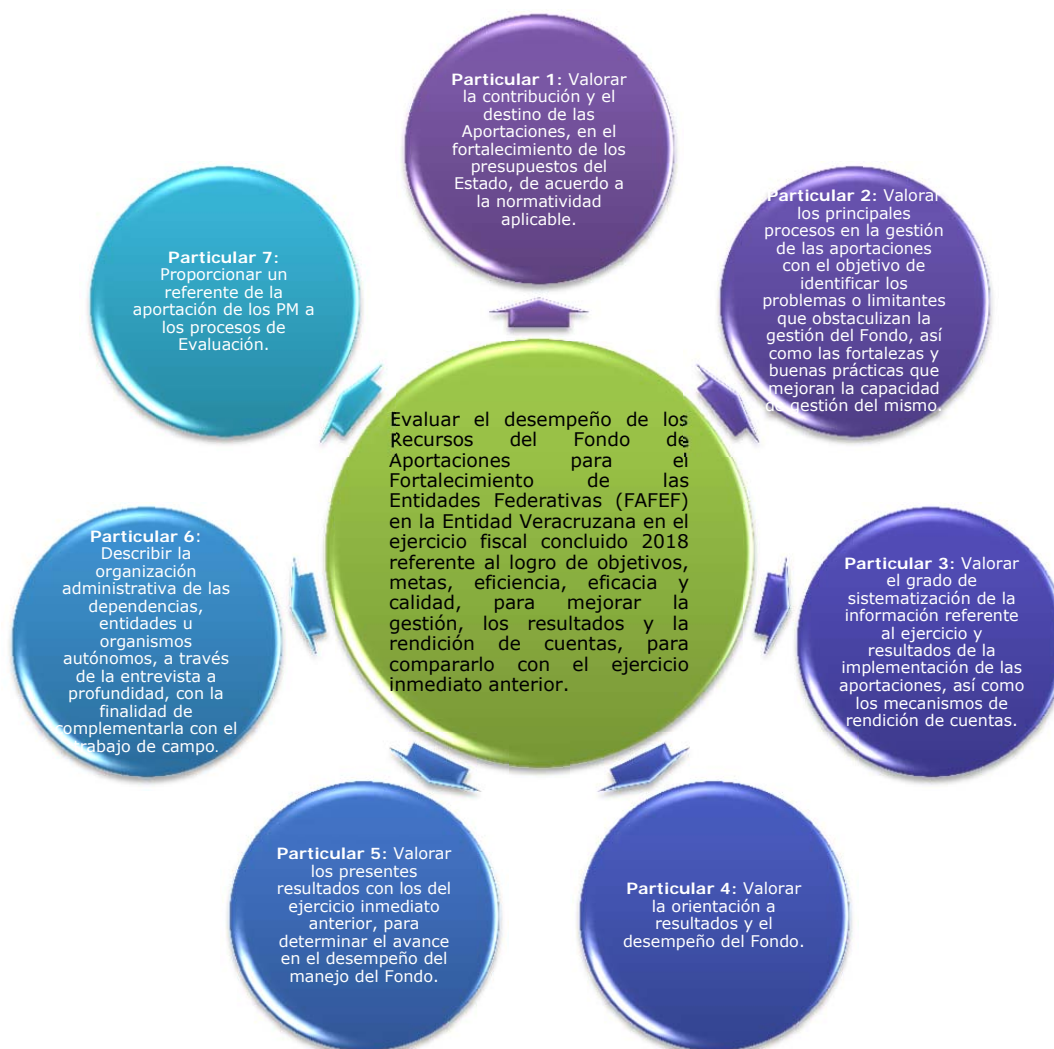 Particular 1: Valorar
la contribución y el
destino de las
Aportaciones, en el
fortalecimiento de los
presupuestos del
Estado, de acuerdo a
la normatividad
aplicable.
Particular 2: Valorar
los principales
procesos en la gestión
de las aportaciones
con el objetivo de
identificar los
problemas o limitantes
que obstaculizan la
gestión del Fondo, así
como las fortalezas y
buenas prácticas que
mejoran la capacidad
de gestión del mismo.
Particular 3: Valorar
el grado de
sistematización de la
información referente
al ejercicio y
resultados de la
implementación de las
aportaciones, así como
los mecanismos de
rendición de cuentas.
Particular 4: Valorar
la orientación a
resultados y el
desempeño del Fondo.
Particular 5: Valorar
los presentes
resultados con los del
ejercicio inmediato
anterior, para
determinar el avance
en el desempeño del
manejo del Fondo.
Particular 6:
Describir la
organización
administrativa de las
dependencias,
entidades u
organismos
autónomos, a través
de la entrevista a
profundidad, con la
finalidad de
complementarla con el
trabajo de campo.
Particular 7:
Proporcionar un
referente de la
aportación de los PM a
los procesos de
Evaluación.
Evaluar el desempeño de los
Recursos del Fondo de
Aportaciones para el
Fortalecimiento de las
Entidades Federativas (FAFEF)
en la Entidad Veracruzana en el
ejercicio fiscal concluido 2018
referente al logro de objetivos,
metas, eficiencia, eficacia y
calidad, para mejorar la
gestión, los resultados y la
rendición de cuentas, para
compararlo con el ejercicio
inmediato anterior.